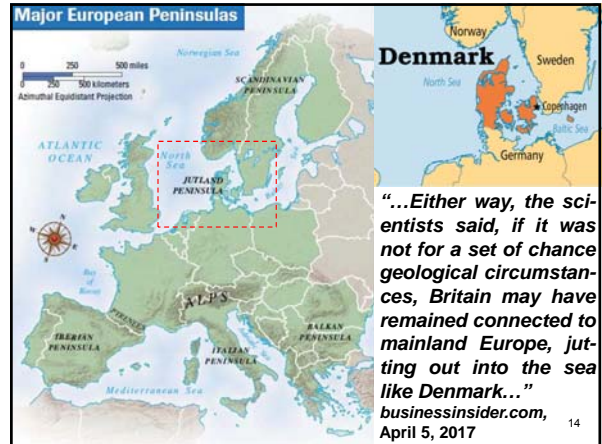 Major European Peninsulas
Norwegian Sea
0 250 500 miles
0 250 500 kilometers
Azimuthal Equidistant Projection
SCANDINAVIAN
PENINSULA
ATLANTIC
OCEAN
North
Sea
JUTLAND
PENINSULA
N
E
S
W
Bay
of
Biscay
ALPS
PYRENEES
IBERIAN
PENINSULA
ITALIAN
PENINSULA
BALKAN
PENINSULA
Mediterranean Sea
Norway
Denmark
Sweden
North Sea
Copenhagen
Baltic Sea
Germany
“…Either way, the sci-
entists said, if it was
not for a set of chance
geological circumstan-
ces, Britain may have
remained connected to
mainland Europe, jut-
ting out into the sea
like Denmark…”
businessinsider.com,
April 5, 2017
14